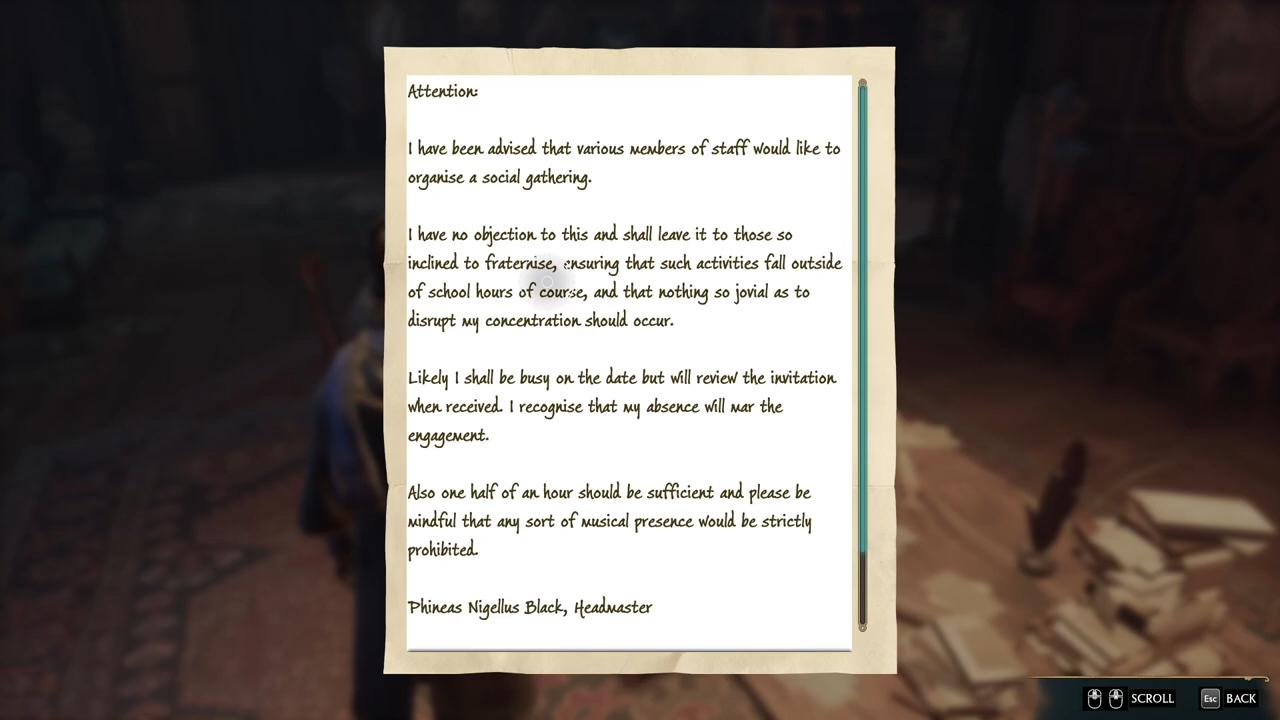 Attention:
I have been advised that various members of staff would like to
organise a social gathering.
I have no objection to this and shall leave it to those so
inclined to fraternise, ensuring that such activities fall outside
of school hours of course, and that nothing so jovial as to
disrupt my concentration should occur.
Likely I shall be busy on the date but will review the invitation
when received. I recognise that my absence will mar the
engagement.
Also one half of an hour should be sufficient and please be
mindful that any sort of musical presence would be strictly
prohibited.
Phineas Nigellus Black, Headmaster
SCROLL Esc BACK